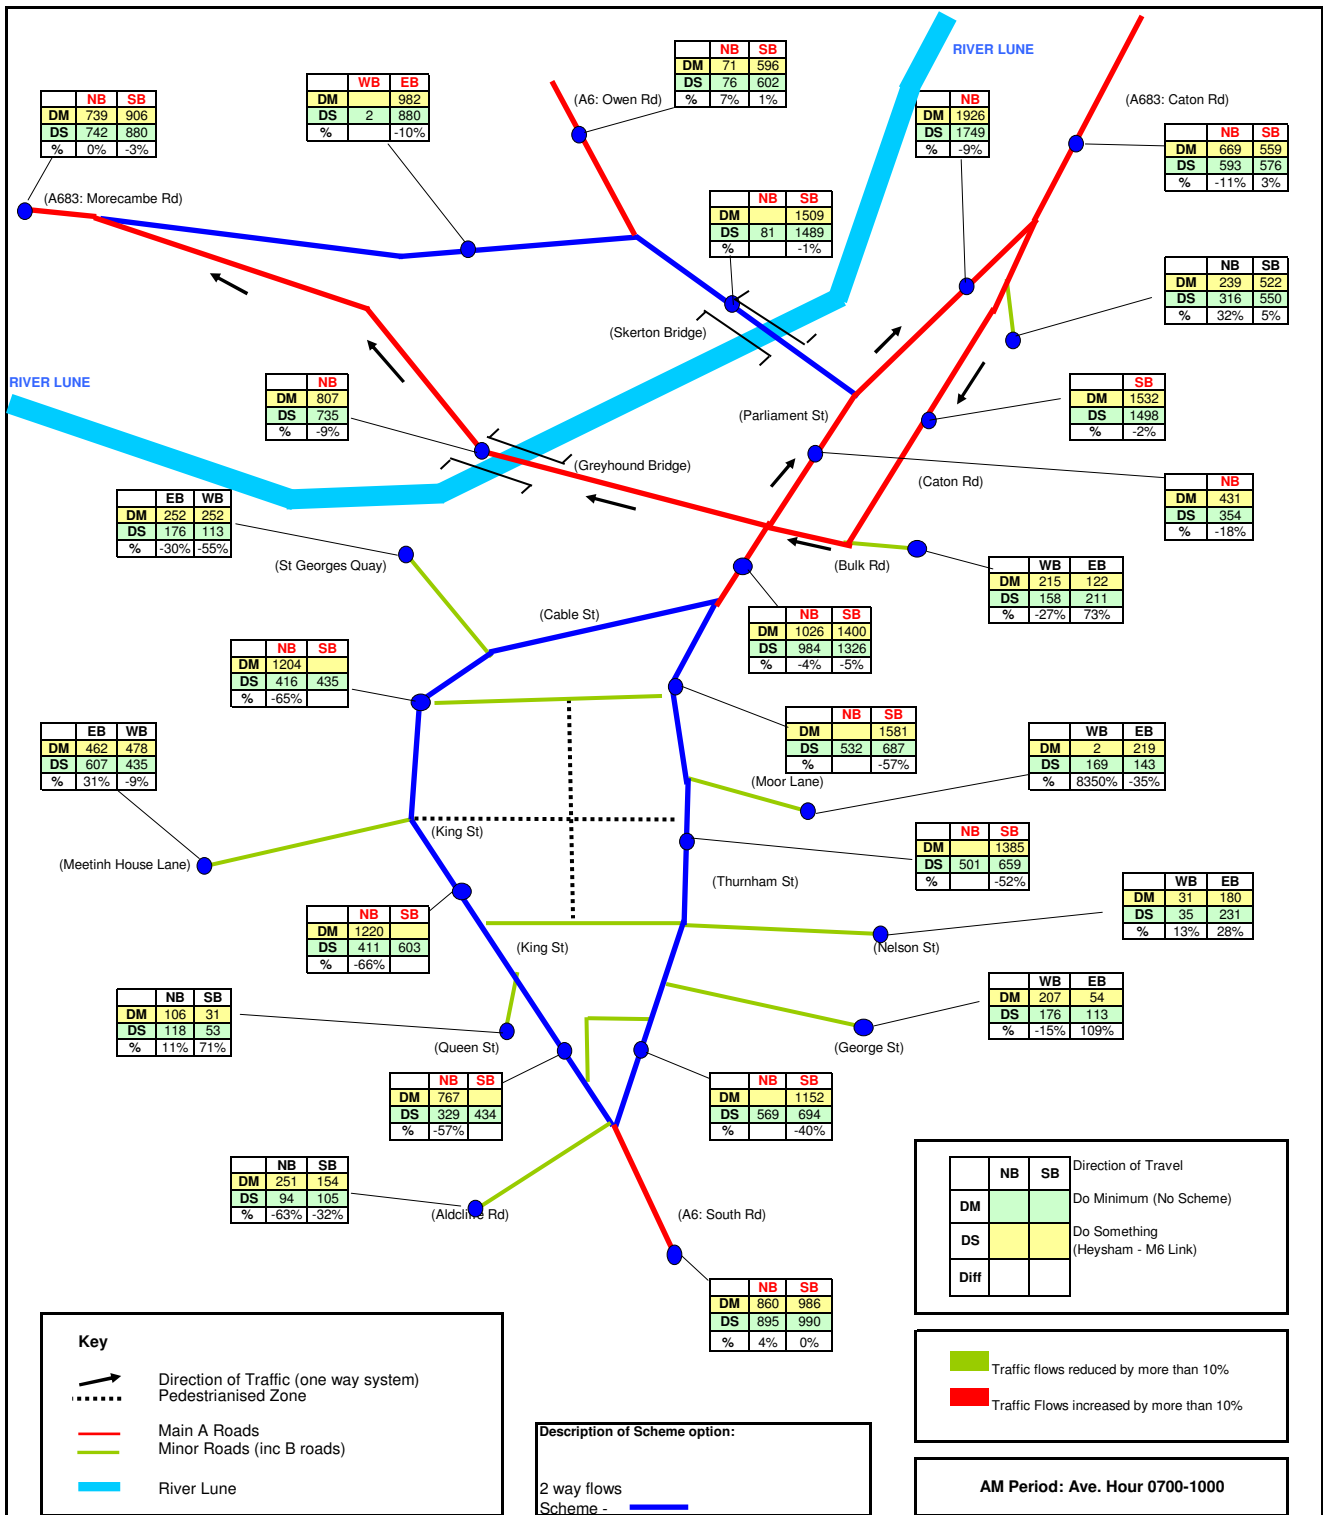 RIVER LUNE
NB SB
DM 71 596
DS 76 602
% 7% 1%
(A6: Owen Rd)
WB EB
DM 982
DS 2 880
% -10%
NB SB
DM 739 906
DS 742 880
% 0% -3%
(A683: Morecambe Rd)
NB
DM 1926
DS 1749
% -9%
(A683: Caton Rd)
NB SB
DM 669 559
DS 593 576
% -11% 3%
NB SB
DM 1509
DS 81 1489
% -1%
NB SB
DM 239 522
DS 316 550
% 32% 5%
(Skerton Bridge)
RIVER LUNE
NB
DM 807
DS 735
% -9%
(Parliament St)
SB
DM 1532
DS 1498
% -2%
(Greyhound Bridge)
(Caton Rd)
NB
DM 431
DS 354
% -18%
EB WB
DM 252 252
DS 176 113
% -30% -55%
(St Georges Quay)
(Bulk Rd)
WB EB
DM 215 122
DS 158 211
% -27% 73%
(Cable St)
NB SB
DM 1026 1400
DS 984 1326
% -4% -5%
NB SB
DM 1204
DS 416 435
% -65%
NB SB
DM 1581
DS 532 687
% -57%
EB WB
DM 462 478
DS 607 435
% 31% -9%
WB EB
DM 2 219
DS 169 143
% 8350% -35%
(Moor Lane)
(King St)
(Meetinh House Lane)
NB SB
DM 1385
DS 501 659
% -52%
(Thurnham St)
WB EB
DM 31 180
DS 35 231
% 13% 28%
NB SB
DM 1220
DS 411 603
% -66%
(King St)
(Nelson St)
NB SB
DM 106 31
DS 118 53
% 11% 71%
(Queen St)
WB EB
DM 207 54
DS 176 113
% -15% 109%
(George St)
NB SB
DM 767
DS 329 434
% -57%
NB SB
DM 1152
DS 569 694
% -40%
NB SB
DM 251 154
DS 94 105
% -63% -32%
(Aldcliffe Rd)
(A6: South Rd)
NB SB
DM 860 986
DS 895 990
% 4% 0%
NB SB Direction of Travel
DM Do Minimum (No Scheme)
DS Do Something
(Heysham - M6 Link)
Diff
Key
Direction of Traffic (one way system)
Pedestrianised Zone
Main A Roads
Minor Roads (inc B roads)
River Lune
Traffic flows reduced by more than 10%
Traffic Flows increased by more than 10%
Description of Scheme option:
2 way flows
Scheme -
AM Period: Ave. Hour 0700-1000